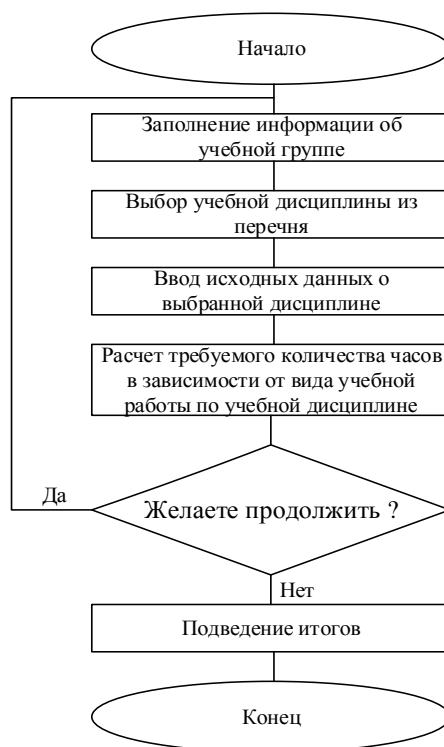 Начало
Заполнение информации об
учебной группе
Выбор учебной дисциплины из
перечня
Ввод исходных данных о
выбранной дисциплине
Расчет требуемого количества часов
в зависимости от вида учебной
работы по учебной дисциплине
Да
Желаете продолжить ?
Нет
Подведение итогов
Конец